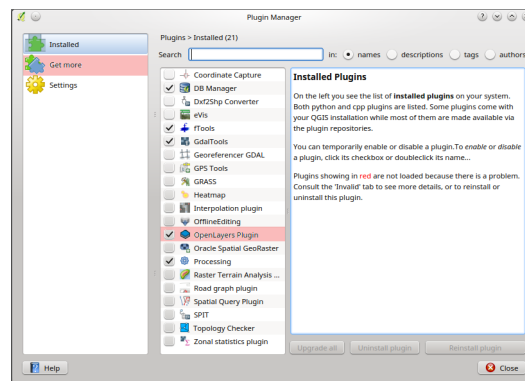 Plugin Manager
Installed
Get more
Settings
Plugins > Installed (21)
Search
in:
names
descriptions
tags
authors
Coordinate Capture
DB Manager
Dxf2Shp Converter
eVis
fTools
GdalTools
Georeferencer GDAL
GPS Tools
GRASS
Heatmap
Interpolation plugin
OfflineEditing
OpenLayers Plugin
Oracle Spatial GeoRaster
Processing
Raster Terrain Analysis ...
Road graph plugin
Spatial Query Plugin
SPIT
Topology Checker
Zonal statistics plugin
Installed Plugins
On the left you see the list of installed plugins on your system.
Both python and cpp plugins are listed. Some plugins come with
your QGIS installation while most of them are made available via
the plugin repositories.
You can temporarily enable or disable a plugin.To enable or disable
a plugin, click its checkbox or doubleclick its name...
Plugins showing in red are not loaded because there is a problem.
Consult the 'Invalid' tab to see more details, or to reinstall or
uninstall this plugin.
Upgrade all
Uninstall plugin
Reinstall plugin
Help
Close